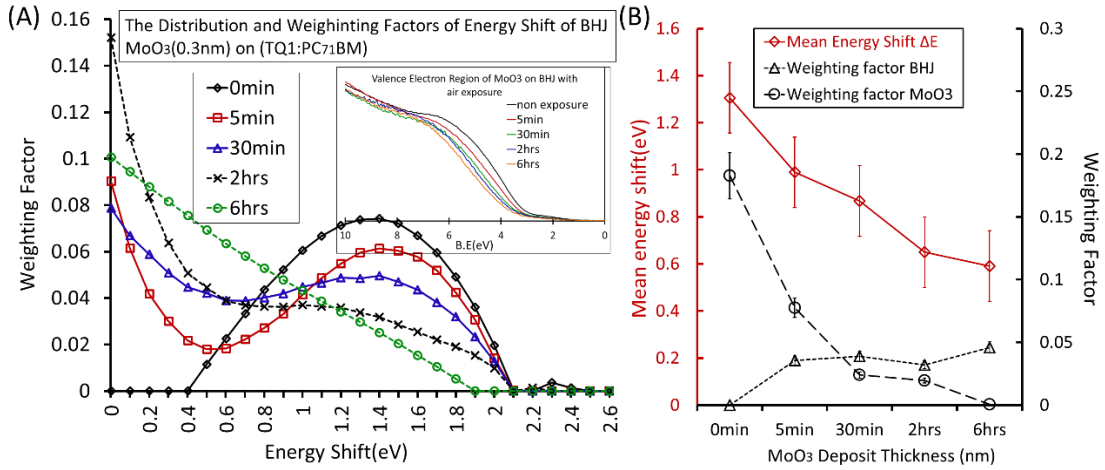 (A)
The Distribution and Weighinting Factors of Energy Shift of BHJ
MoO3(0.3nm) on (TQ1:PC71BM)
Weighting Factor
0.16
0.14
0.12
0.1
0.08
0.06
0.04
0.02
0
0min
5min
30min
2hrs
6hrs
Valence Electron Region of MoO3 on BHJ with
air exposure
non exposure
5min
30min
2hrs
6hrs
10 8 6 4 2 0
B.E(eV)
0 0.2 0.4 0.6 0.8 1 1.2 1.4 1.6 1.8 2 2.2 2.4 2.6
Energy Shift(eV)
(B)
Mean Energy Shift ΔE
Weighting factor BHJ
Weighting factor MoO3
Mean energy shift(eV)
1.6
1.4
1.2
1
0.8
0.6
0.4
0.2
0
0.3
0.2
0.2
0.1
0.1
0.05
0
Weighting Factor
0min 5min 30min 2hrs 6hrs
MoO3 Deposit Thickness (nm)